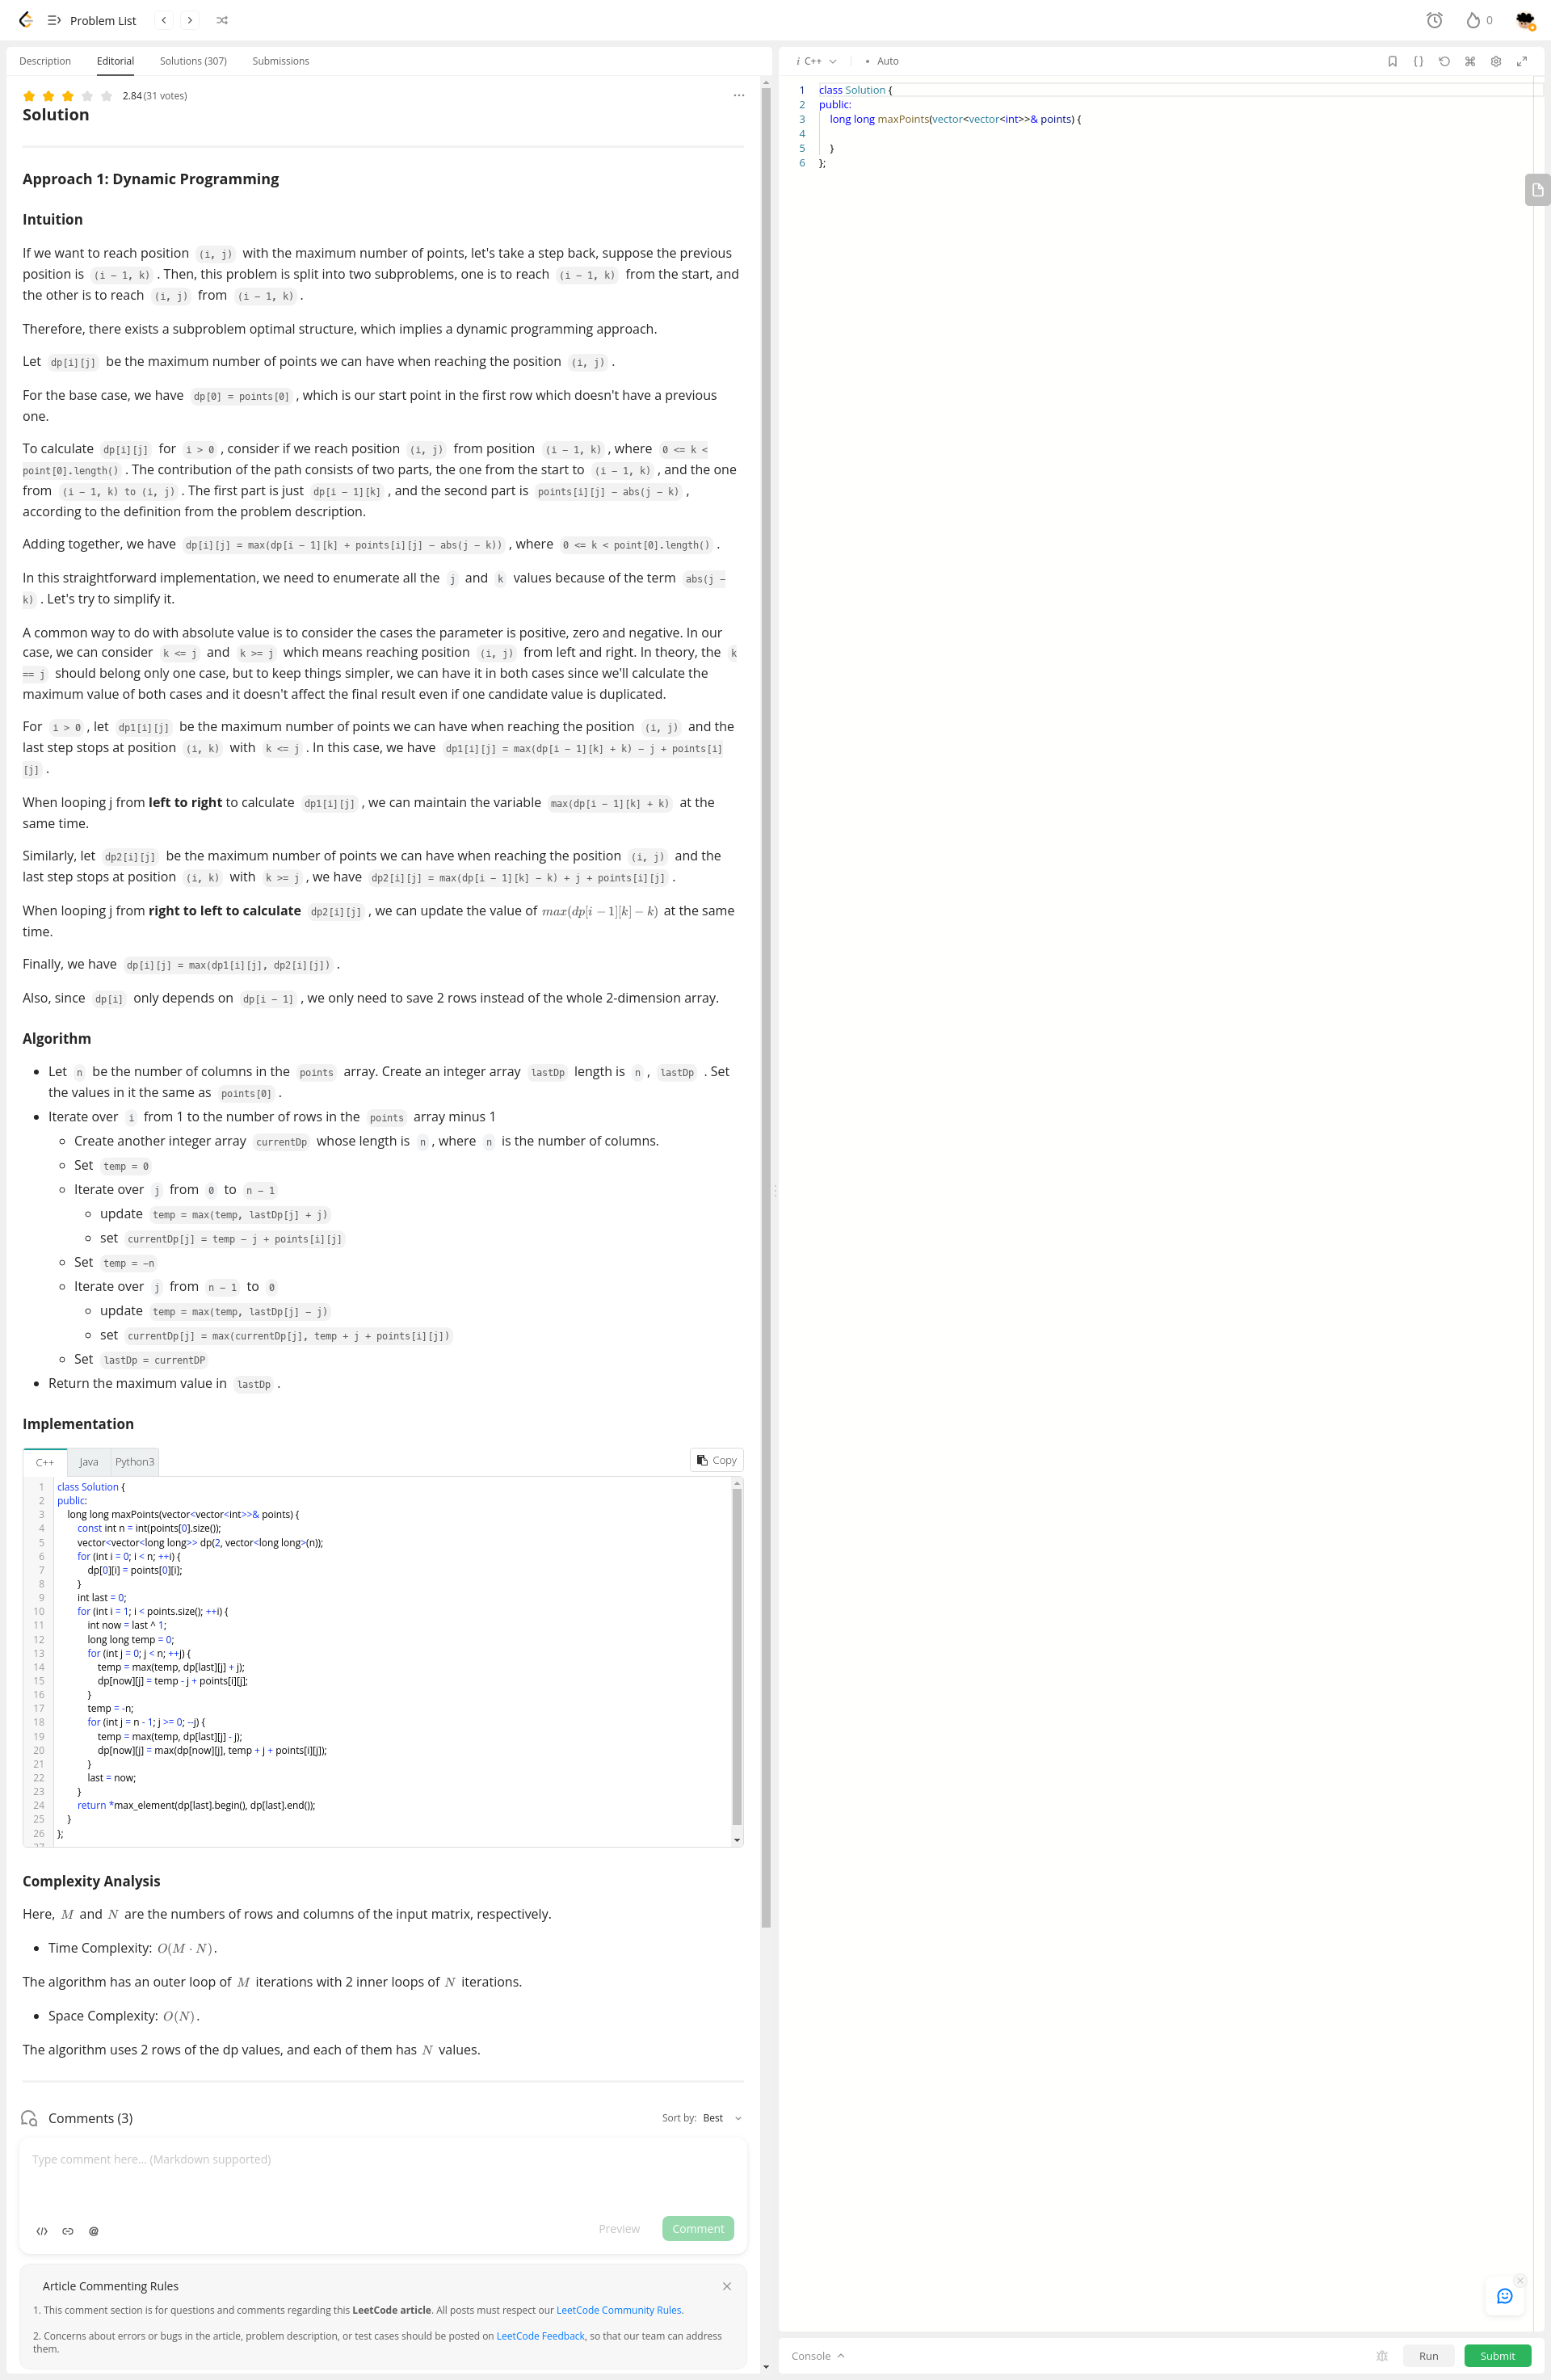 Problem List
0
Description Editorial Solutions (307) Submissions
2.84 (31 votes)
Solution
Approach 1: Dynamic Programming
Intuition
If we want to reach position (i, j) with the maximum number of points, let's take a step back, suppose the previous
position is (i − 1, k) . Then, this problem is split into two subproblems, one is to reach (i − 1, k) from the start, and
the other is to reach (i, j) from (i − 1, k) .
Therefore, there exists a subproblem optimal structure, which implies a dynamic programming approach.
Let dp[i][j] be the maximum number of points we can have when reaching the position (i, j) .
For the base case, we have dp[0] = points[0] , which is our start point in the first row which doesn't have a previous
one.
To calculate dp[i][j] for i > 0 , consider if we reach position (i, j) from position (i − 1, k) , where 0 <= k <
point[0].length() . The contribution of the path consists of two parts, the one from the start to (i − 1, k) , and the one
from (i − 1, k) to (i, j) . The first part is just dp[i − 1][k] , and the second part is points[i][j] − abs(j − k) ,
according to the definition from the problem description.
Adding together, we have dp[i][j] = max(dp[i − 1][k] + points[i][j] − abs(j − k)) , where 0 <= k < point[0].length() .
In this straightforward implementation, we need to enumerate all the j and k values because of the term abs(j −
k) . Let's try to simplify it.
A common way to do with absolute value is to consider the cases the parameter is positive, zero and negative. In our
case, we can consider k <= j and k >= j which means reaching position (i, j) from left and right. In theory, the k
== j should belong only one case, but to keep things simpler, we can have it in both cases since we'll calculate the
maximum value of both cases and it doesn't affect the final result even if one candidate value is duplicated.
For i > 0 , let dp1[i][j] be the maximum number of points we can have when reaching the position (i, j) and the
last step stops at position (i, k) with k <= j . In this case, we have dp1[i][j] = max(dp[i − 1][k] + k) − j + points[i]
[j] .
When looping j from left to right to calculate dp1[i][j] , we can maintain the variable max(dp[i − 1][k] + k) at the
same time.
Similarly, let dp2[i][j] be the maximum number of points we can have when reaching the position (i, j) and the
last step stops at position (i, k) with k >= j , we have dp2[i][j] = max(dp[i − 1][k] − k) + j + points[i][j] .
When looping j from right to left to calculate dp2[i][j] , we can update the value of max(dp[i − 1][k] − k) at the same
time.
Finally, we have dp[i][j] = max(dp1[i][j], dp2[i][j]) .
Also, since dp[i] only depends on dp[i − 1] , we only need to save 2 rows instead of the whole 2-dimension array.
Algorithm
• Let n be the number of columns in the points array. Create an integer array lastDp length is n , lastDp . Set
the values in it the same as points[0] .
• Iterate over i from 1 to the number of rows in the points array minus 1
◦ Create another integer array currentDp whose length is n , where n is the number of columns.
◦ Set temp = 0
◦ Iterate over j from 0 to n − 1
◦ update temp = max(temp, lastDp[j] + j)
◦ set currentDp[j] = temp − j + points[i][j]
◦ Set temp = −n
◦ Iterate over j from n − 1 to 0
◦ update temp = max(temp, lastDp[j] − j)
◦ set currentDp[j] = max(currentDp[j], temp + j + points[i][j])
◦ Set lastDp = currentDP
• Return the maximum value in lastDp .
Implementation
C++ Java Python3 Copy
1 class Solution {
2 public:
3 long long maxPoints(vector<vector<int>>& points) {
4 const int n = int(points[0].size());
5 vector<vector<long long>> dp(2, vector<long long>(n));
6 for (int i = 0; i < n; ++i) {
7 dp[0][i] = points[0][i];
8 }
9 int last = 0;
10 for (int i = 1; i < points.size(); ++i) {
11 int now = last ^ 1;
12 long long temp = 0;
13 for (int j = 0; j < n; ++j) {
14 temp = max(temp, dp[last][j] + j);
15 dp[now][j] = temp - j + points[i][j];
16 }
17 temp = -n;
18 for (int j = n - 1; j >= 0; --j) {
19 temp = max(temp, dp[last][j] - j);
20 dp[now][j] = max(dp[now][j], temp + j + points[i][j]);
21 }
22 last = now;
23 }
24 return *max_element(dp[last].begin(), dp[last].end());
25 }
26 };
Complexity Analysis
Here, M and N are the numbers of rows and columns of the input matrix, respectively.
• Time Complexity: O(M · N).
The algorithm has an outer loop of M iterations with 2 inner loops of N iterations.
• Space Complexity: O(N).
The algorithm uses 2 rows of the dp values, and each of them has N values.
Comments (3) Sort by: Best
Type comment here... (Markdown supported)
Preview Comment
Article Commenting Rules
1. This comment section is for questions and comments regarding this LeetCode article. All posts must respect our LeetCode Community Rules.
2. Concerns about errors or bugs in the article, problem description, or test cases should be posted on LeetCode Feedback, so that our team can address
them.
i C++ • Auto
1 class Solution {
2 public:
3 long long maxPoints(vector<vector<int>>& points) {
4
5 }
6 };
Console Run Submit